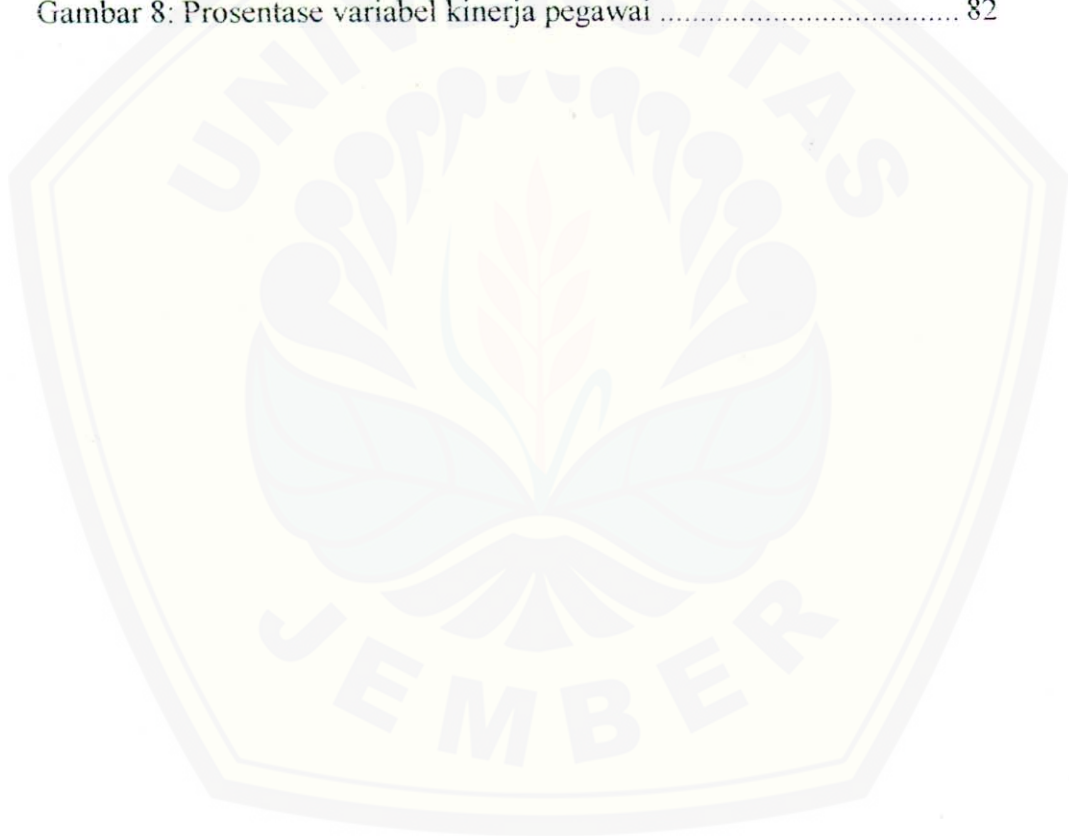 Gambar 8: Prosentase variabel kinerja pegawai .................................... 82
UNIVERSITAS
JEMBER